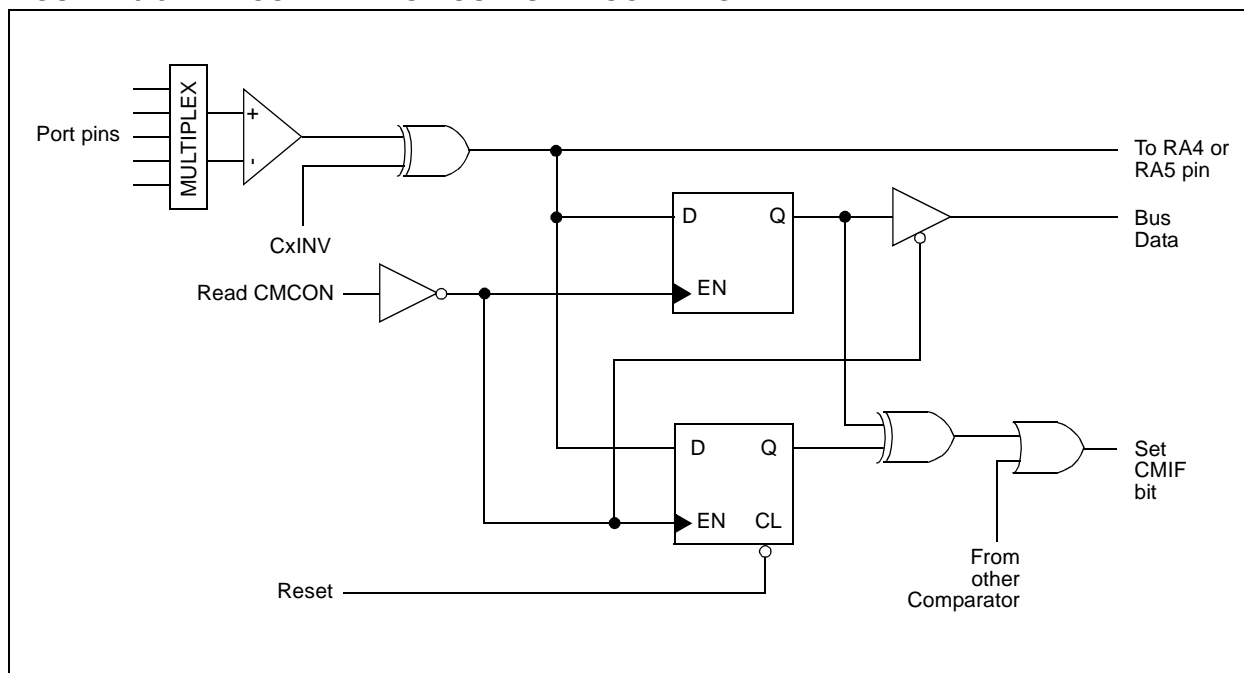 MULTIPLEX
+
-
Port pins
To RA4 or
RA5 pin
D
Q
Bus
Data
CxINV
Read CMCON
EN
D
Q
Set
CMIF
bit
EN
CL
From
other
Comparator
Reset